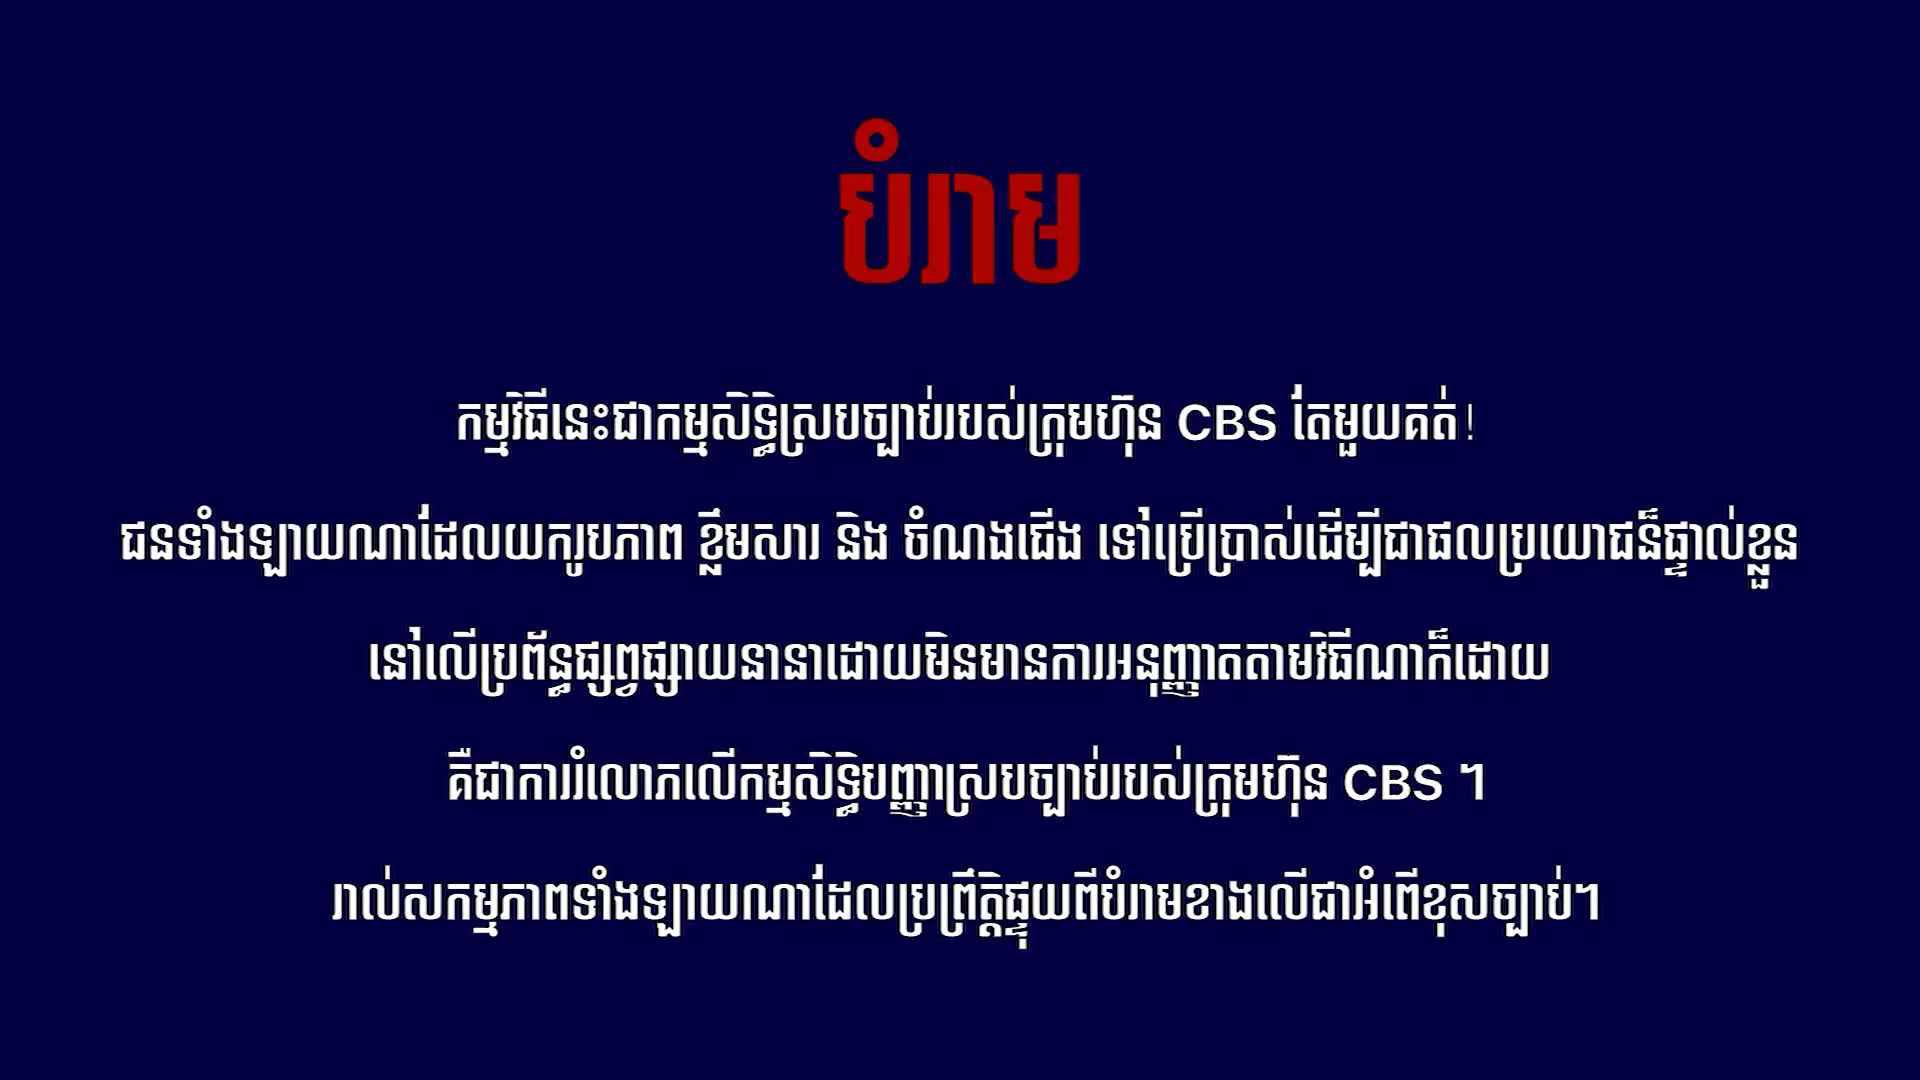 បំរាម
កម្មវិធីនេះជាកម្មសិទ្ធិស្របច្បាប់របស់ក្រុមហ៊ុន CBS តែមួយគត់!
ជនទាំងឡាយណាដែលយករូបភាព ខ្លឹមសារ និង ចំណងជើង ទៅប្រើប្រាស់ដើម្បីជាផលប្រយោជន៏ផ្ទាល់ខ្លួន
នៅលើប្រព័ន្ធផ្សព្វផ្សាយនានាដោយមិនមានការអនុញ្ញាតតាមវិធីណាក៏ដោយ
គឺជាការរំលោភលើកម្មសិទ្ធិបញ្ញាស្របច្បាប់របស់ក្រុមហ៊ុន CBS ។
រាល់សកម្មភាពទាំងឡាយណាដែលប្រព្រឹត្តិផ្ទុយពីបំរាមខាងលើជាអំពើខុសច្បាប់។